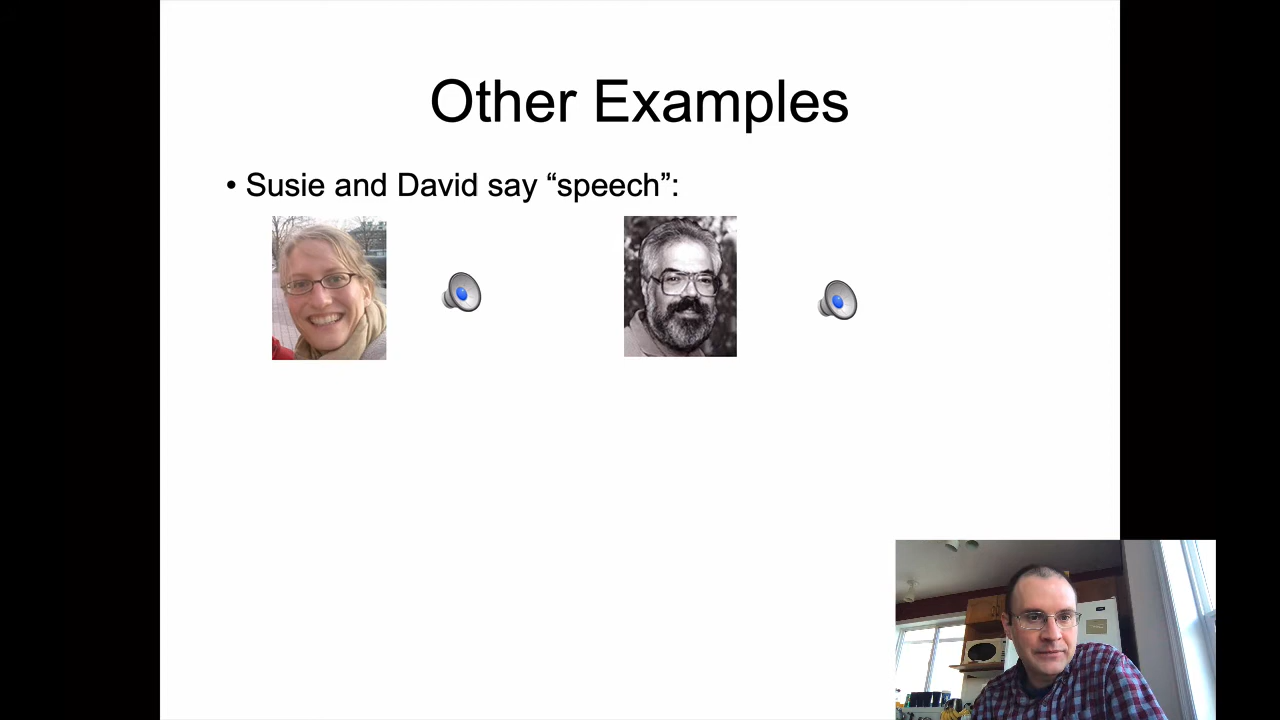 Other Examples
• Susie and David say “speech”: